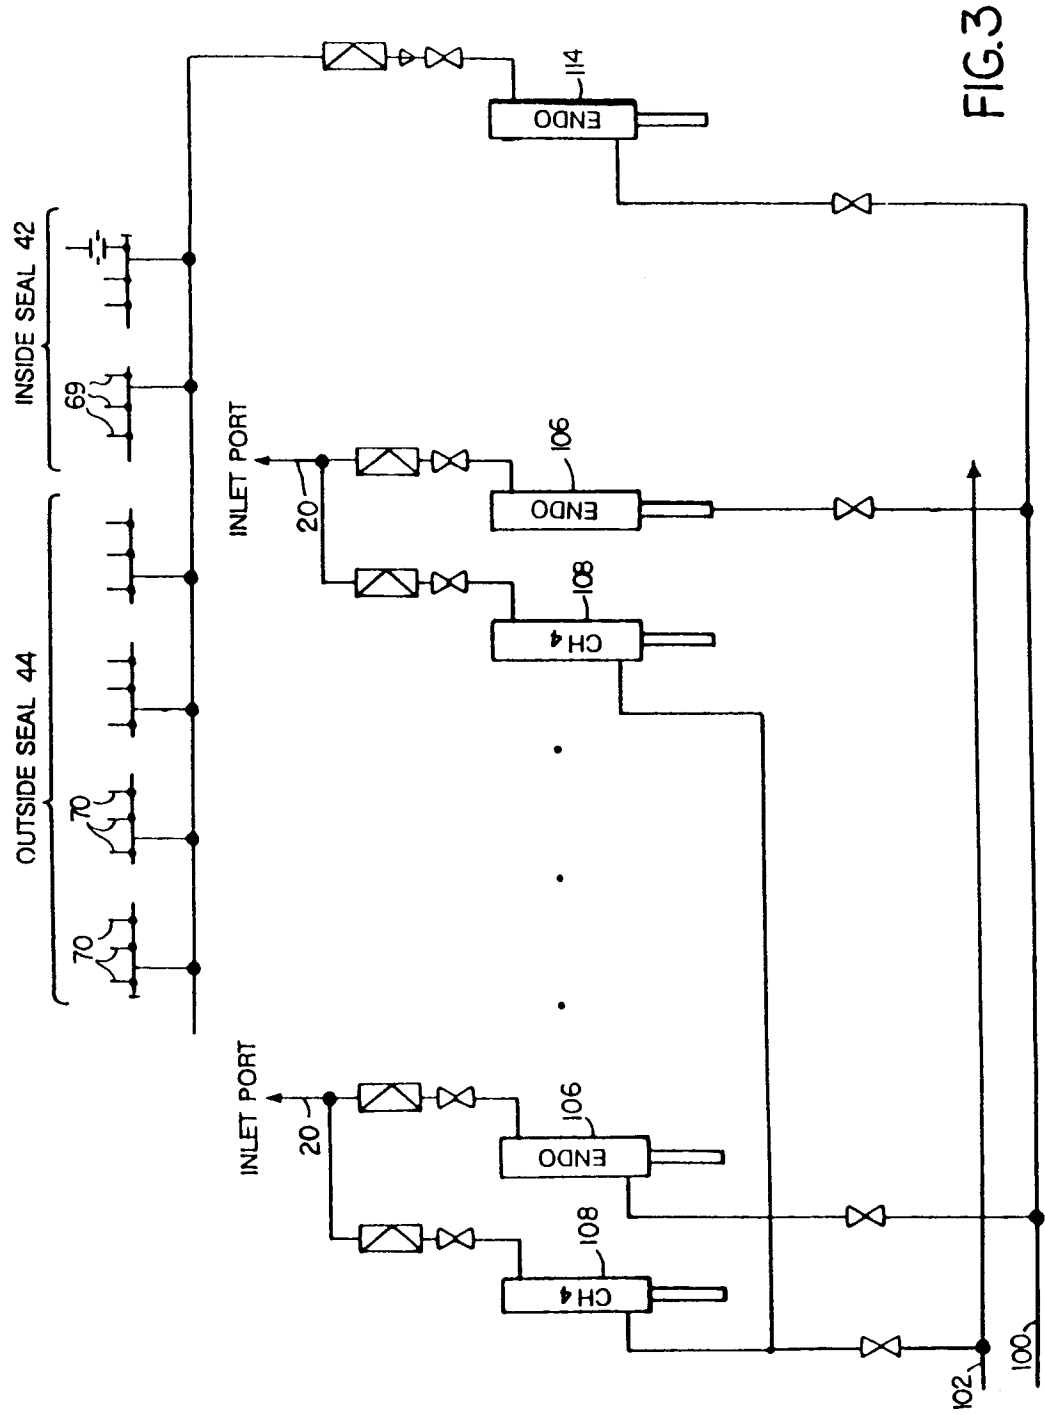 OUTSIDE SEAL 44
INSIDE SEAL 42
70
70
69
INLET PORT
INLET PORT
20
20
108
106
108
106
114
CH4
ENDO
CH4
ENDO
ENDO
102
100
FIG.3